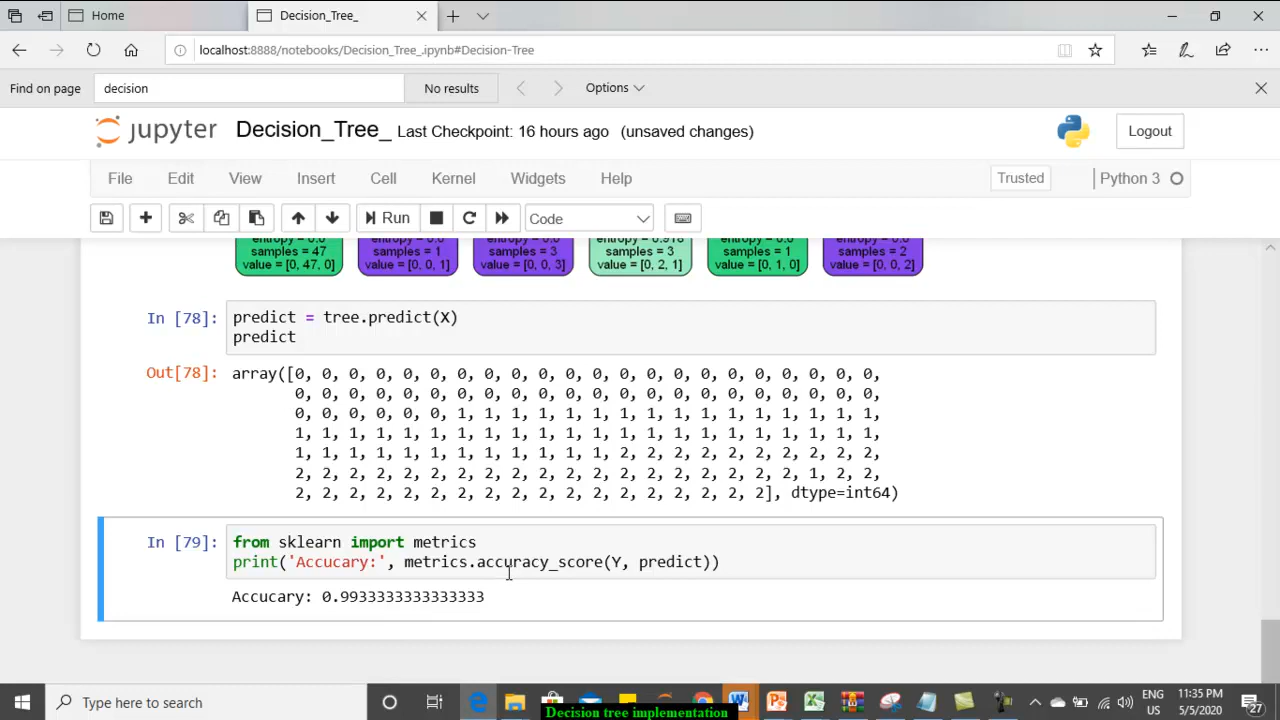 Home
Decision_Tree_
localhost:8888/notebooks/Decision_Tree_.ipynb#Decision-Tree
Find on page
decision
No results
Options
jupyter
Decision_Tree_ Last Checkpoint: 16 hours ago (unsaved changes)
Logout
File Edit View Insert Cell Kernel Widgets Help
Trusted
Python 3
Run
Code
entropy = 0.0 entropy = 0.0 entropy = 0.0 entropy = 0.918 entropy = 0.0 entropy = 0.0
samples = 47 samples = 1 samples = 3 samples = 3 samples = 1 samples = 2
value = [0, 47, 0] value = [0, 0, 1] value = [0, 0, 3] value = [0, 2, 1] value = [0, 1, 0] value = [0, 0, 2]
In [78]: predict = tree.predict(X)
predict
Out[78]: array([0, 0, 0, 0, 0, 0, 0, 0, 0, 0, 0, 0, 0, 0, 0, 0, 0, 0, 0, 0, 0, 0,
0, 0, 0, 0, 0, 0, 0, 0, 0, 0, 0, 0, 0, 0, 0, 0, 0, 0, 0, 0, 0, 0,
0, 0, 0, 0, 0, 0, 1, 1, 1, 1, 1, 1, 1, 1, 1, 1, 1, 1, 1, 1, 1, 1,
1, 1, 1, 1, 1, 1, 1, 1, 1, 1, 1, 1, 1, 1, 1, 1, 1, 1, 1, 1, 1, 1,
1, 1, 1, 1, 1, 1, 1, 1, 1, 1, 1, 1, 2, 2, 2, 2, 2, 2, 2, 2, 2, 2,
2, 2, 2, 2, 2, 2, 2, 2, 2, 2, 2, 2, 2, 2, 2, 2, 2, 2, 2, 1, 2, 2,
2, 2, 2, 2, 2, 2, 2, 2, 2, 2, 2, 2, 2, 2, 2, 2], dtype=int64)
In [79]: from sklearn import metrics
print('Accucary:', metrics.accuracy_score(Y, predict))
Accucary: 0.9933333333333333
Type here to search
ENG
US
11:35 PM
5/5/2020
27
Decision tree implementation